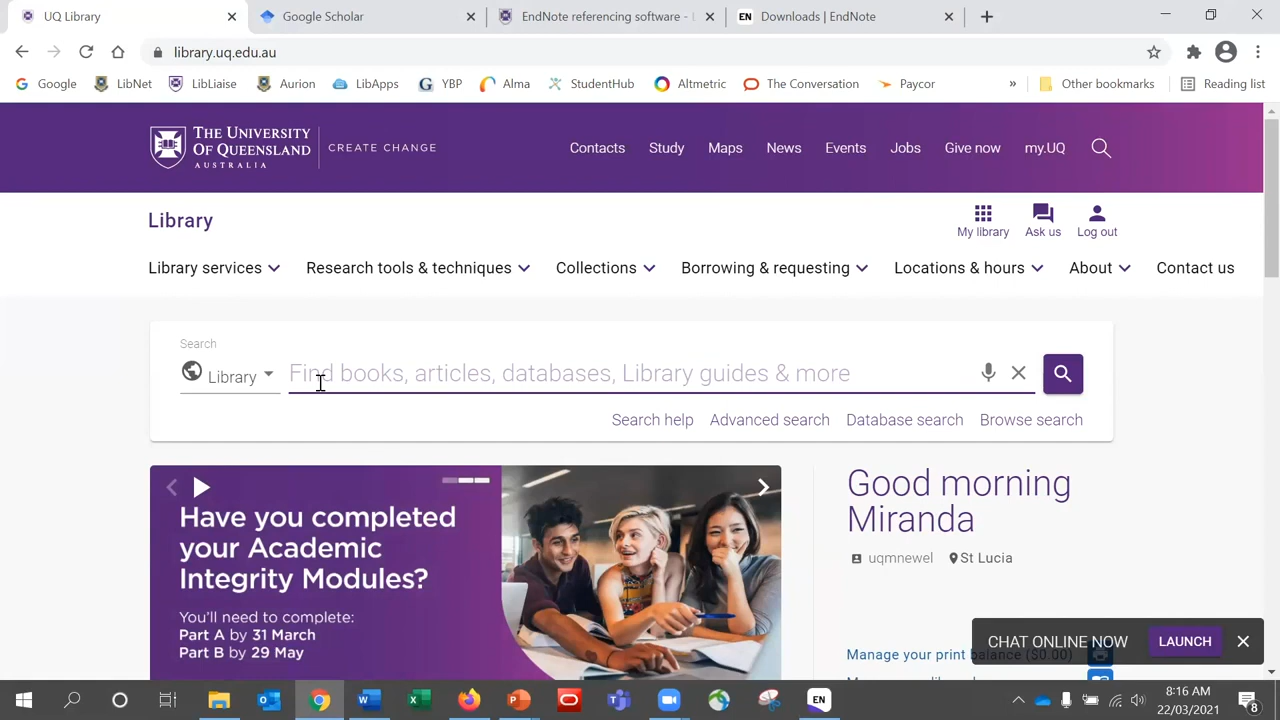 UQ Library
Google Scholar
EndNote referencing software -
EN Downloads | EndNote
library.uq.edu.au
Google
LibNet
LibLiaise
Aurion
LibApps
YBP
Alma
StudentHub
Altmetric
The Conversation
Paycor
»
Other bookmarks
Reading list
THE UNIVERSITY
OF QUEENSLAND
AUSTRALIA
CREATE CHANGE
Contacts
Study
Maps
News
Events
Jobs
Give now
my.UQ
Library
My library
Ask us
Log out
Library services
Research tools & techniques
Collections
Borrowing & requesting
Locations & hours
About
Contact us
Search
Library
Find books, articles, databases, Library guides & more
Search help
Advanced search
Database search
Browse search
Have you completed
your Academic
Integrity Modules?
You'll need to complete:
Part A by 31 March
Part B by 29 May
Good morning
Miranda
uqmnewel
St Lucia
CHAT ONLINE NOW
LAUNCH
Manage your print balance ($0.00)
EN
8:16 AM
22/03/2021
8